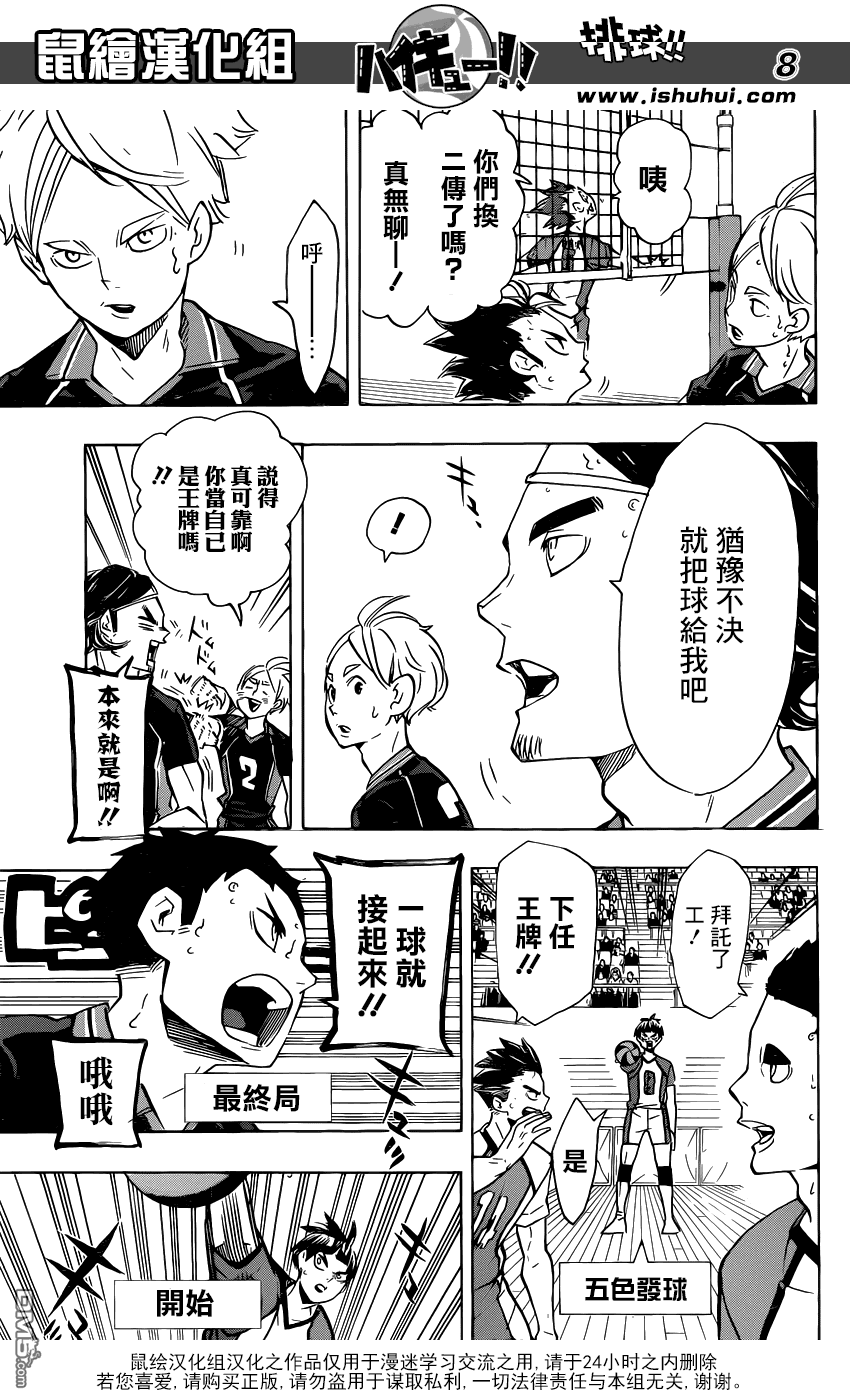 鼠繪漢化組
ハイキュー!!
排球!!
8
www.ishuhui.com
咦
你們換
二傳了嗎?
真無聊—!
呼——…
猶豫不決
就把球給我吧
!
說得
真可靠啊
你當自己
是王牌嗎
!!
本來就是啊!!
拜託了
工!
下任
王牌!!
是
五色發球
一球就
接起來!!
哦
哦
最終局
開始
鼠绘汉化组汉化之作品仅用于漫迷学习交流之用, 请于24小时之内删除
若您喜爱, 请购买正版, 请勿盗用于谋取私利, 一切法律责任与本组无关, 谢谢。